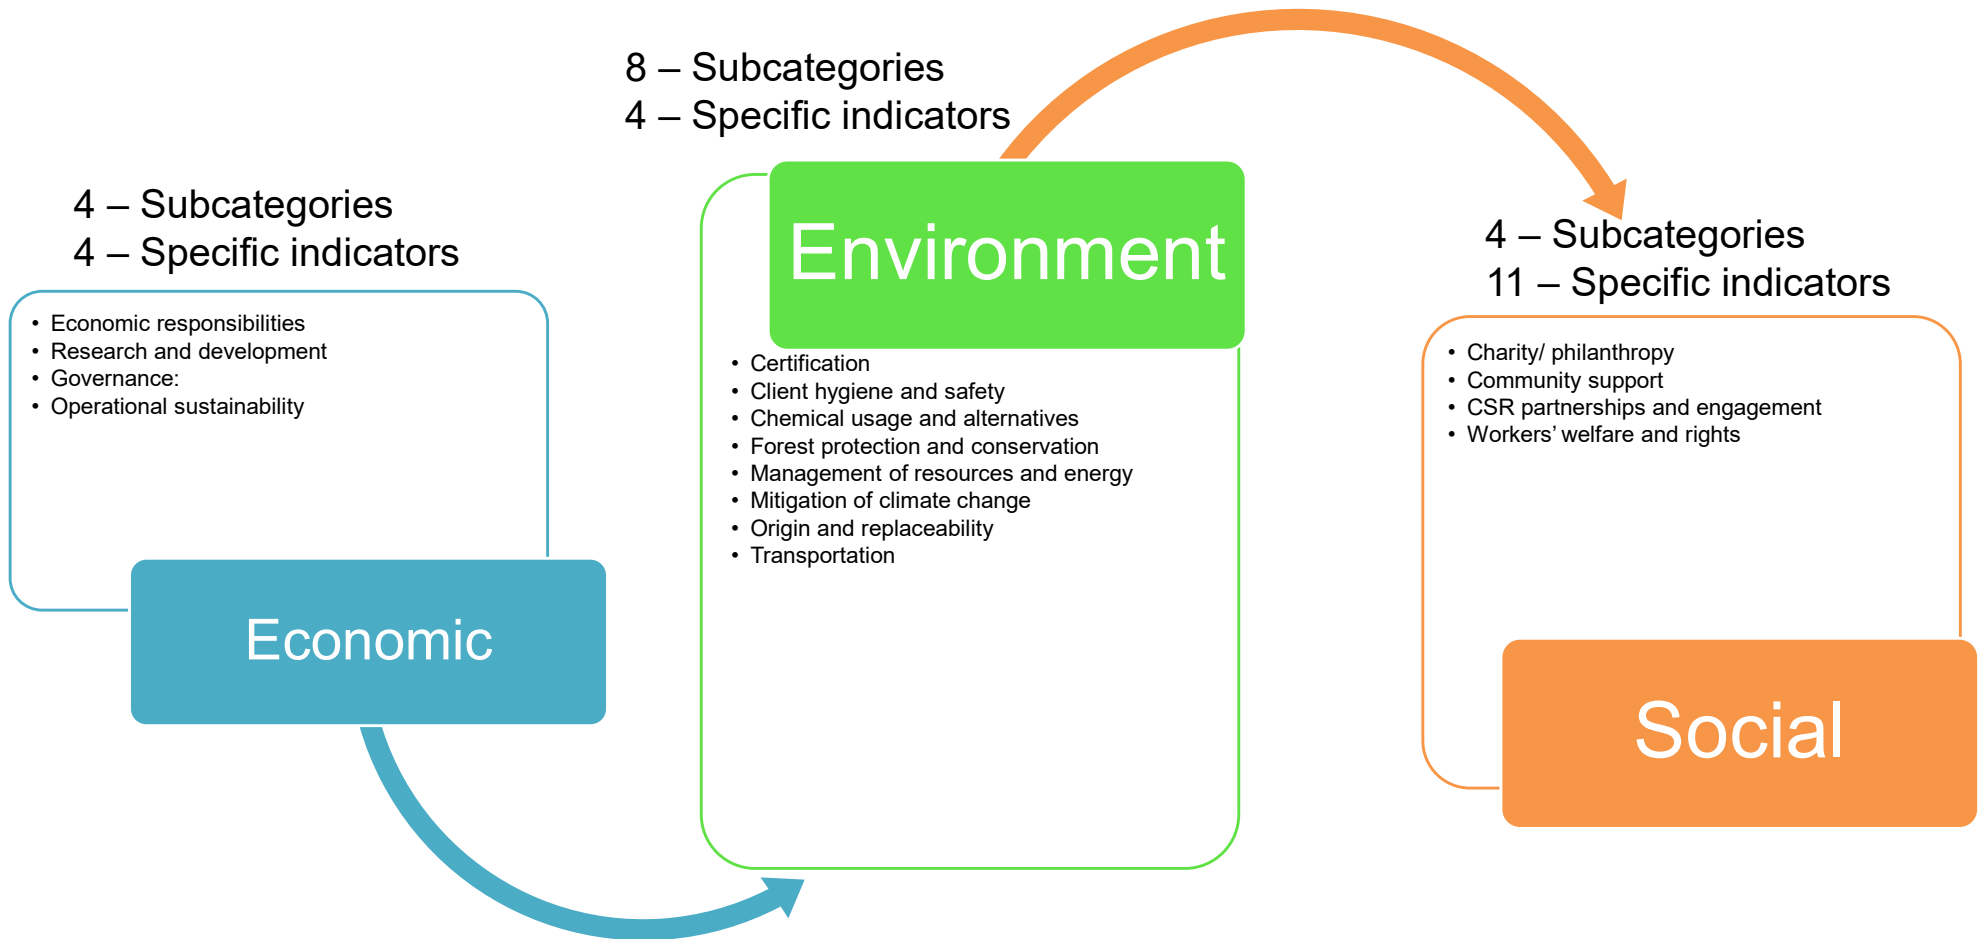 4 – Subcategories
4 – Specific indicators
• Economic responsibilities
• Research and development
• Governance:
• Operational sustainability
Economic
8 – Subcategories
4 – Specific indicators
Environment
• Certification
• Client hygiene and safety
• Chemical usage and alternatives
• Forest protection and conservation
• Management of resources and energy
• Mitigation of climate change
• Origin and replaceability
• Transportation
4 – Subcategories
11 – Specific indicators
• Charity/ philanthropy
• Community support
• CSR partnerships and engagement
• Workers’ welfare and rights
Social